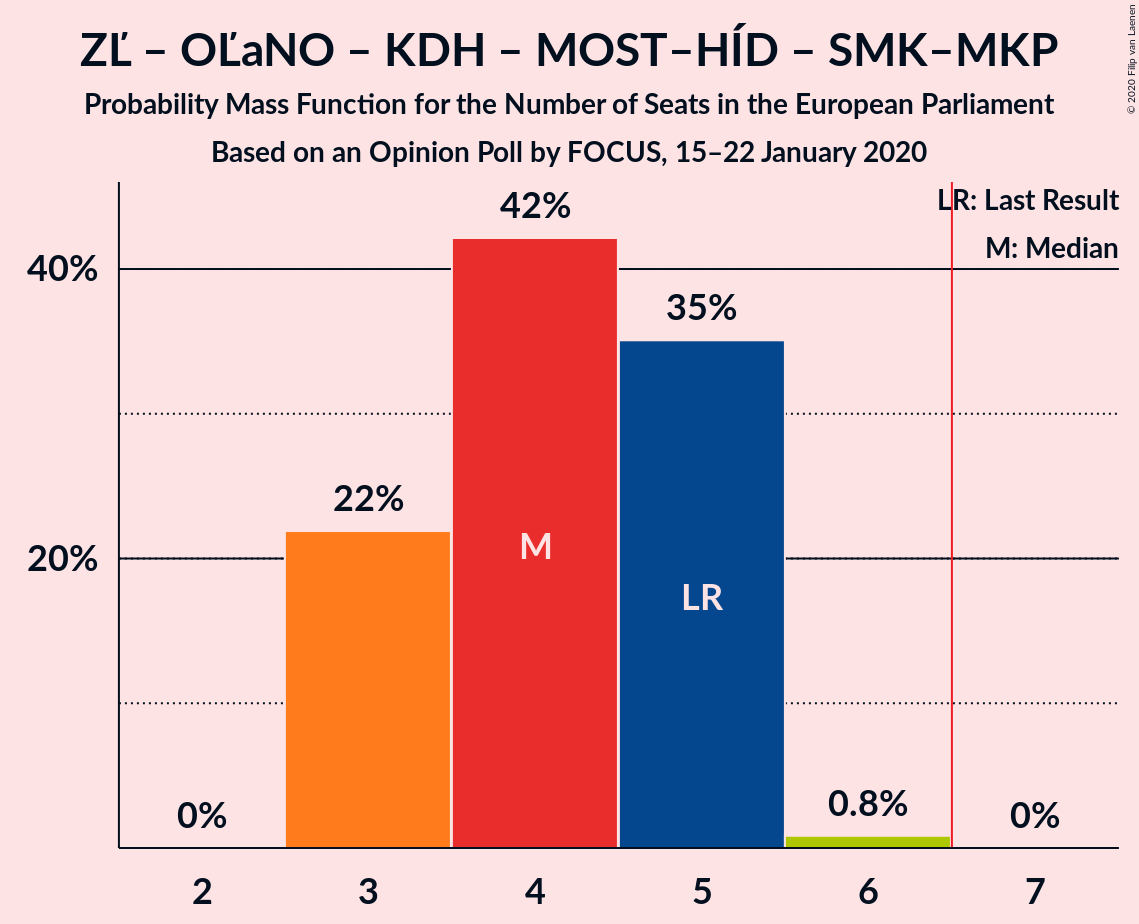 ZĽ – OĽaNO – KDH – MOST–HÍD – SMK–MKP
Probability Mass Function for the Number of Seats in the European Parliament
Based on an Opinion Poll by FOCUS, 15–22 January 2020
© 2020 Filip van Laenen
LR: Last Result
M: Median
42%
40%
35%
22%
20%
M
LR
0%
0.8%
0%
2 3 4 5 6 7